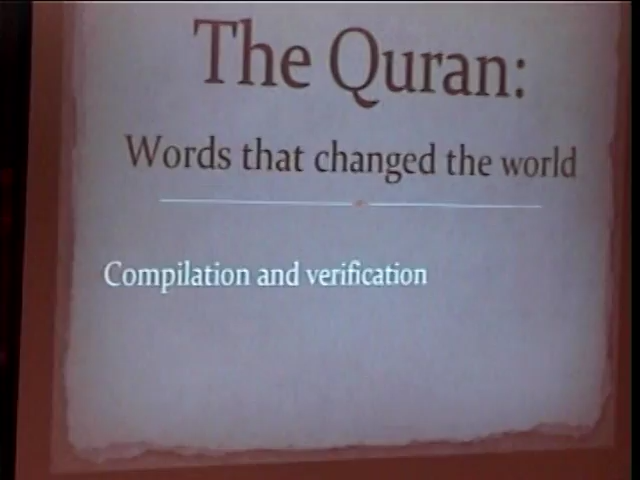 The Quran:
Words that changed the world
Compilation and verification